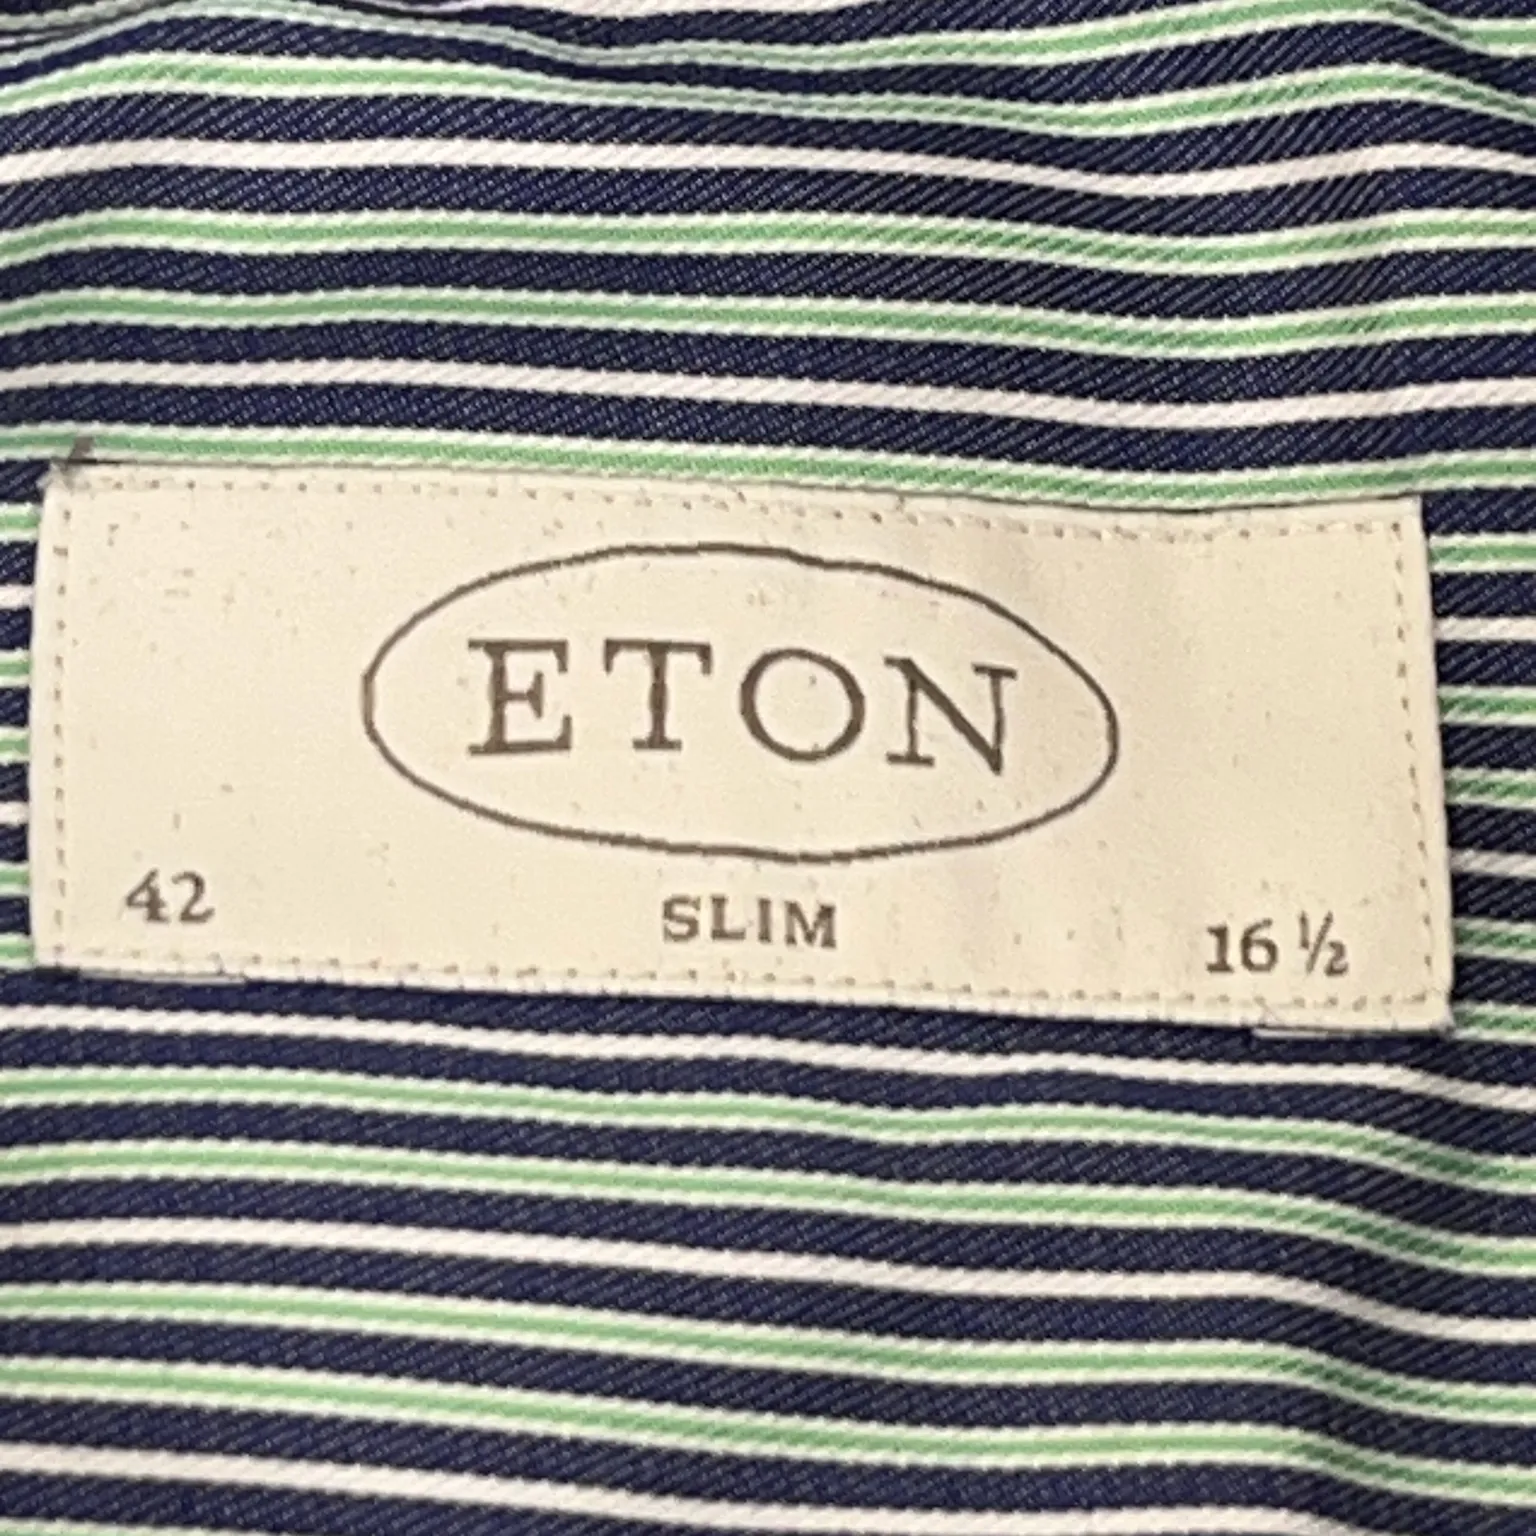 ETON
42 SLIM 16 ½